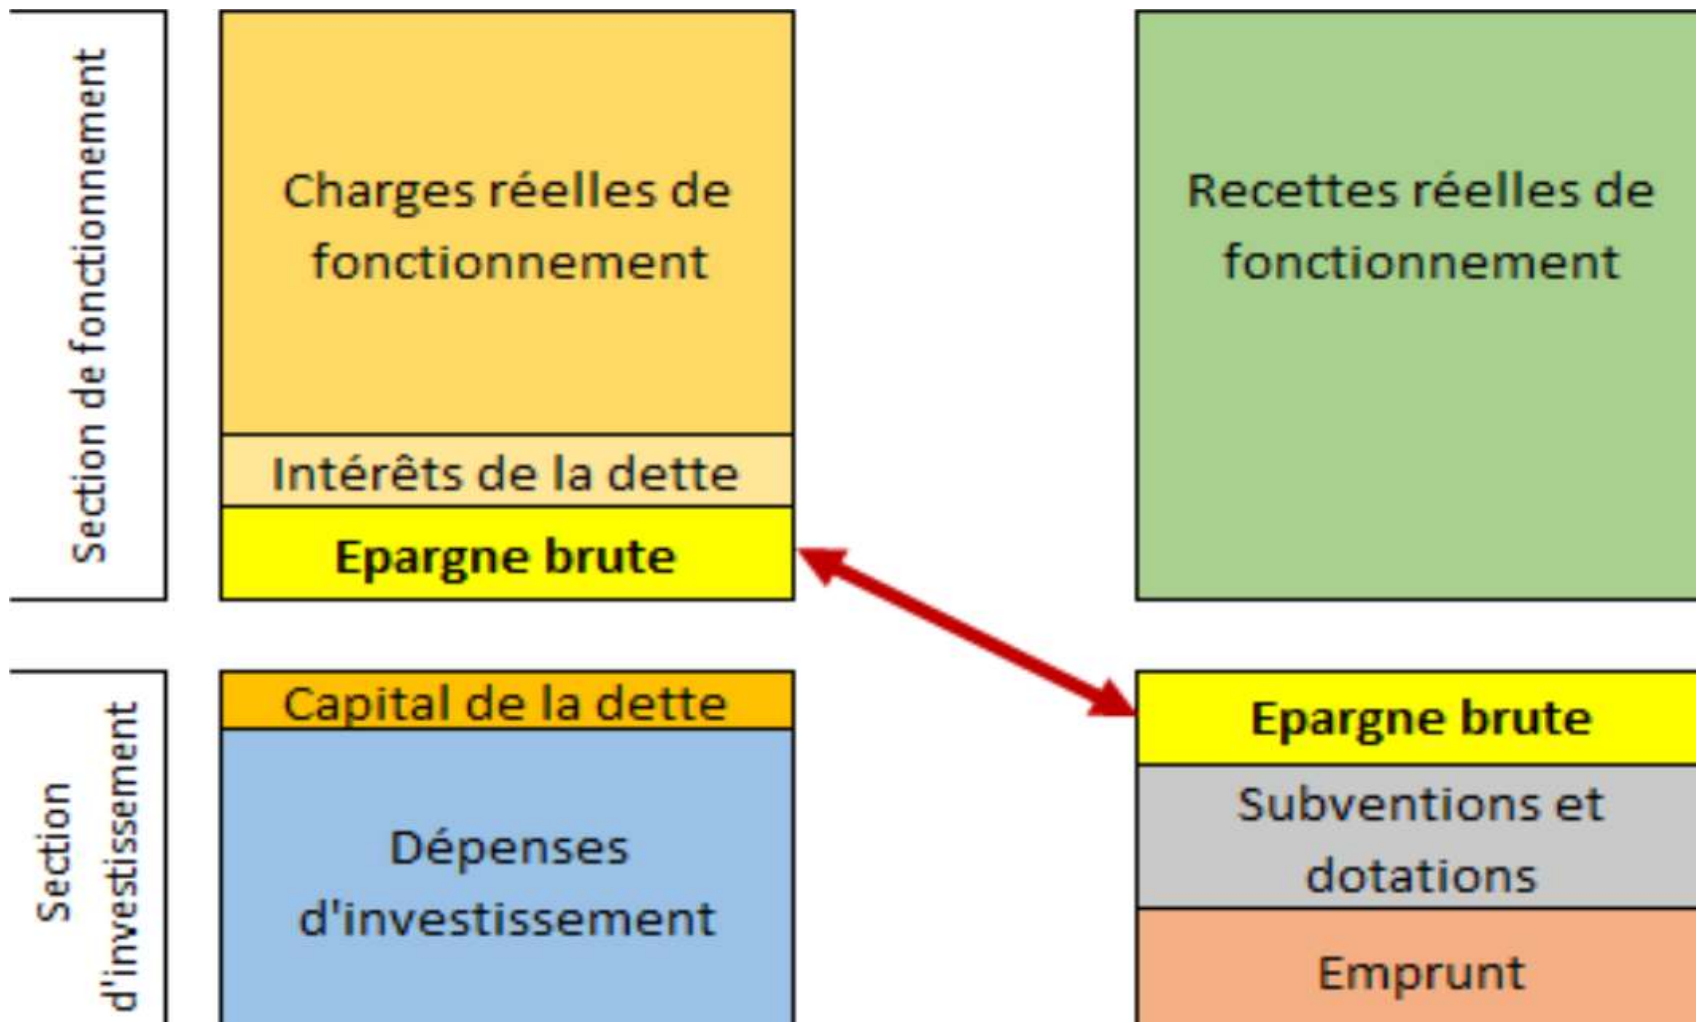 Section de fonctionnement
Charges réelles de
fonctionnement
Intérêts de la dette
Epargne brute
Recettes réelles de
fonctionnement
Section
d'investissement
Capital de la dette
Dépenses
d'investissement
Epargne brute
Subventions et
dotations
Emprunt